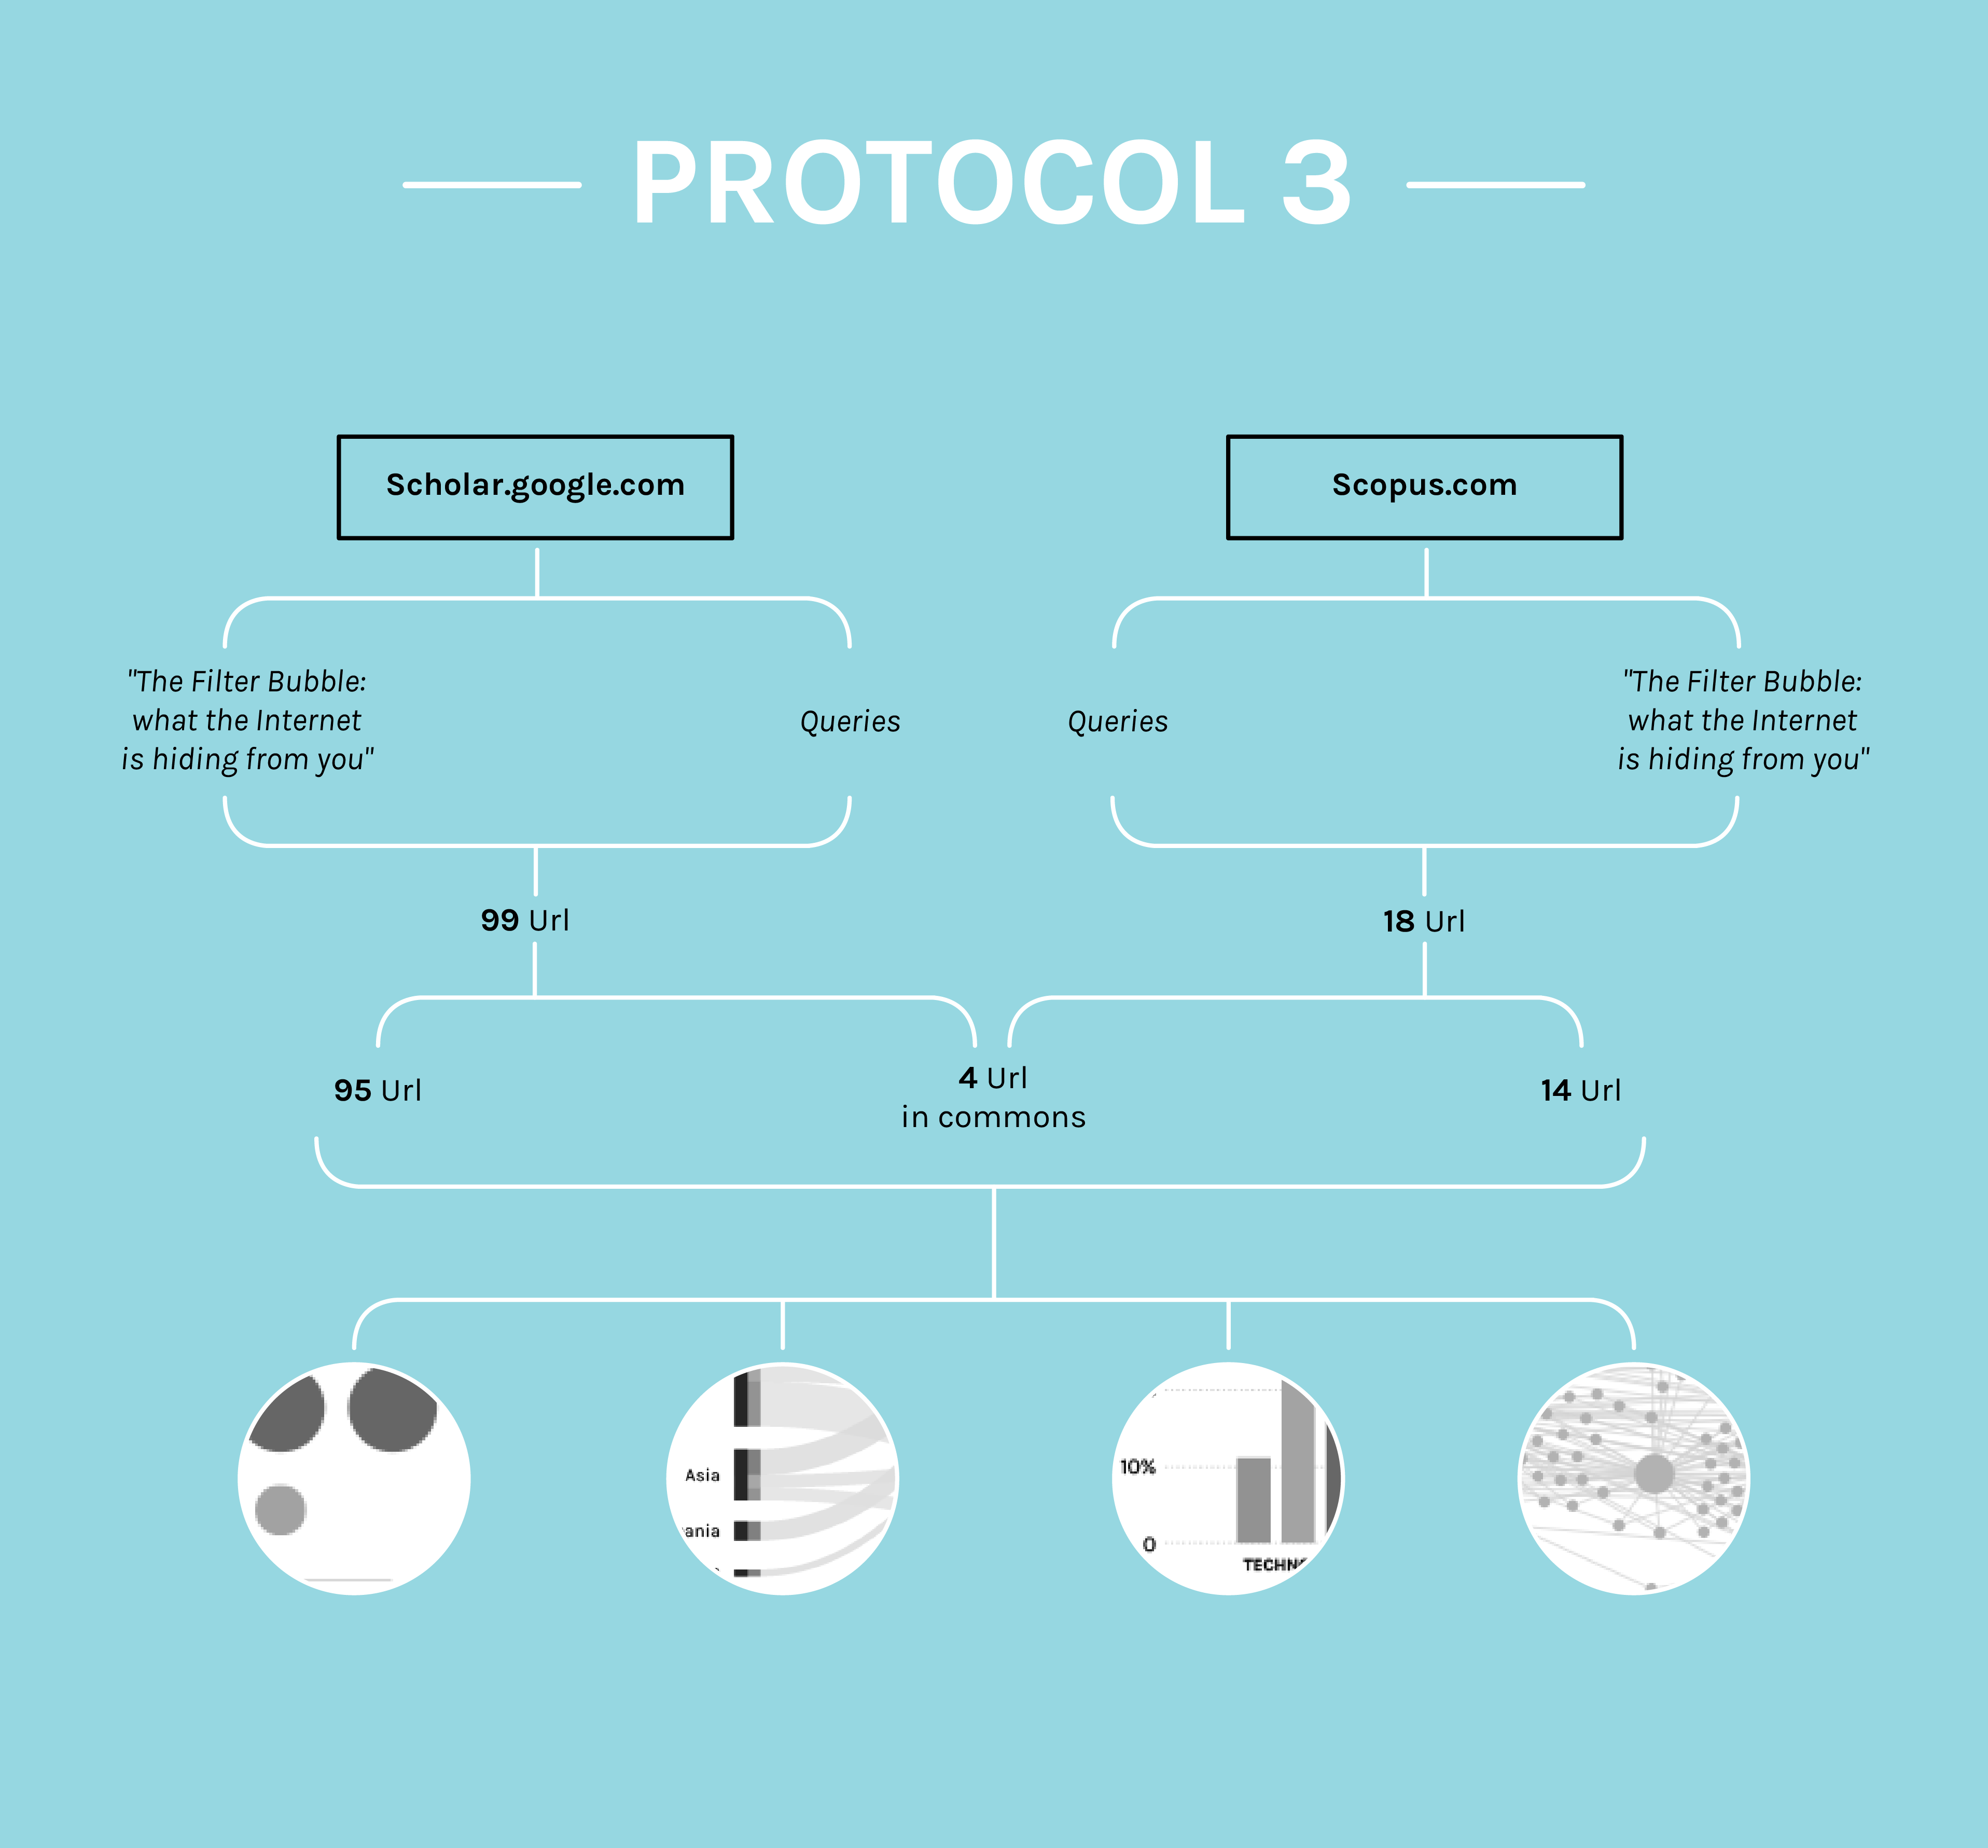 PROTOCOL 3
Scholar.google.com
Scopus.com
"The Filter Bubble:
what the Internet
is hiding from you"
Queries
Queries
"The Filter Bubble:
what the Internet
is hiding from you"
99 Url
18 Url
95 Url
4 Url
in commons
14 Url
Asia
10%
0